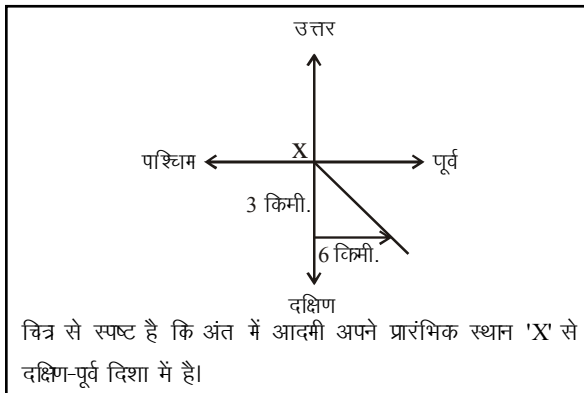 उत्तर
पश्चिम X पूर्व
3 किमी.
6 किमी.
दक्षिण
चित्र से स्पष्ट है कि अंत में आदमी अपने प्रारंभिक स्थान 'X' से
दक्षिण-पूर्व दिशा में है।